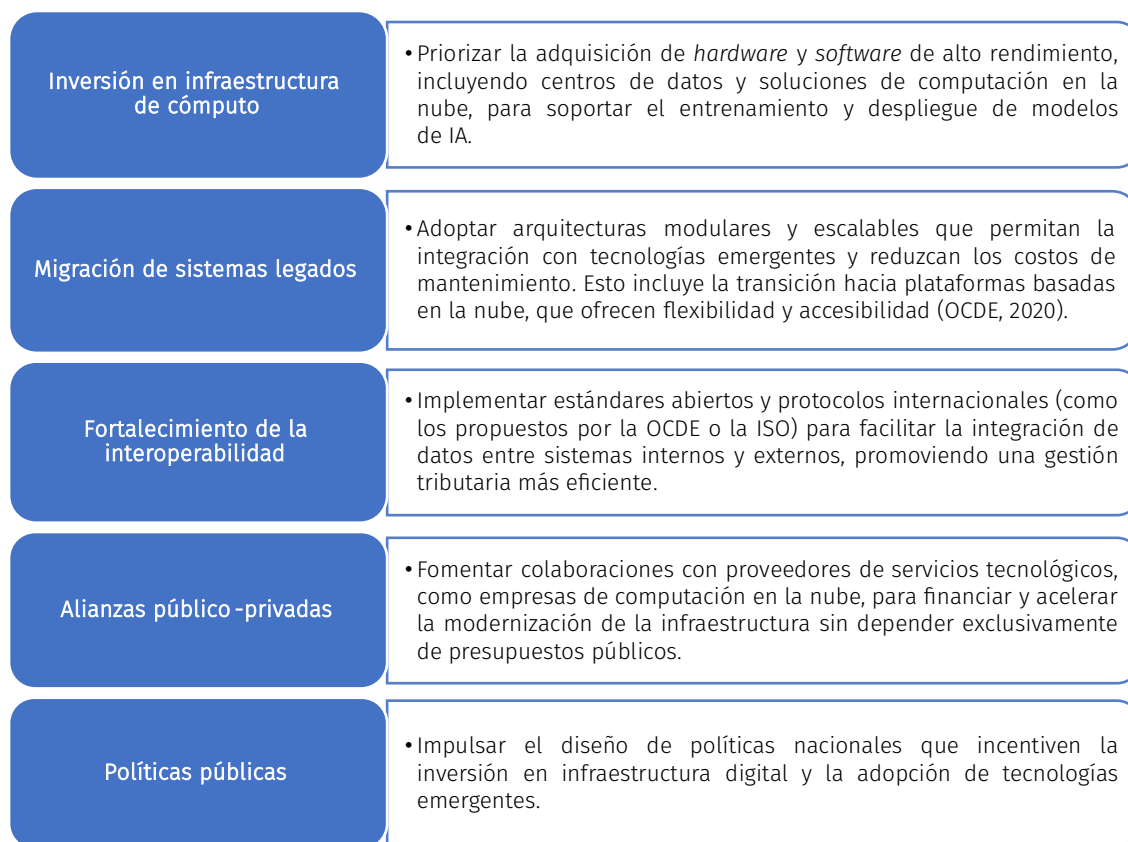 Inversión en infraestructura
de cómputo
• Priorizar la adquisición de hardware y software de alto rendimiento,
incluyendo centros de datos y soluciones de computación en la
nube, para soportar el entrenamiento y despliegue de modelos
de IA.
Migración de sistemas legados
• Adoptar arquitecturas modulares y escalables que permitan la
integración con tecnologías emergentes y reduzcan los costos de
mantenimiento. Esto incluye la transición hacia plataformas basadas
en la nube, que ofrecen flexibilidad y accesibilidad (OCDE, 2020).
Fortalecimiento de la
interoperabilidad
• Implementar estándares abiertos y protocolos internacionales (como
los propuestos por la OCDE o la ISO) para facilitar la integración de
datos entre sistemas internos y externos, promoviendo una gestión
tributaria más eficiente.
Alianzas público-privadas
• Fomentar colaboraciones con proveedores de servicios tecnológicos,
como empresas de computación en la nube, para financiar y acelerar
la modernización de la infraestructura sin depender exclusivamente
de presupuestos públicos.
Políticas públicas
• Impulsar el diseño de políticas nacionales que incentiven la
inversión en infraestructura digital y la adopción de tecnologías
emergentes.